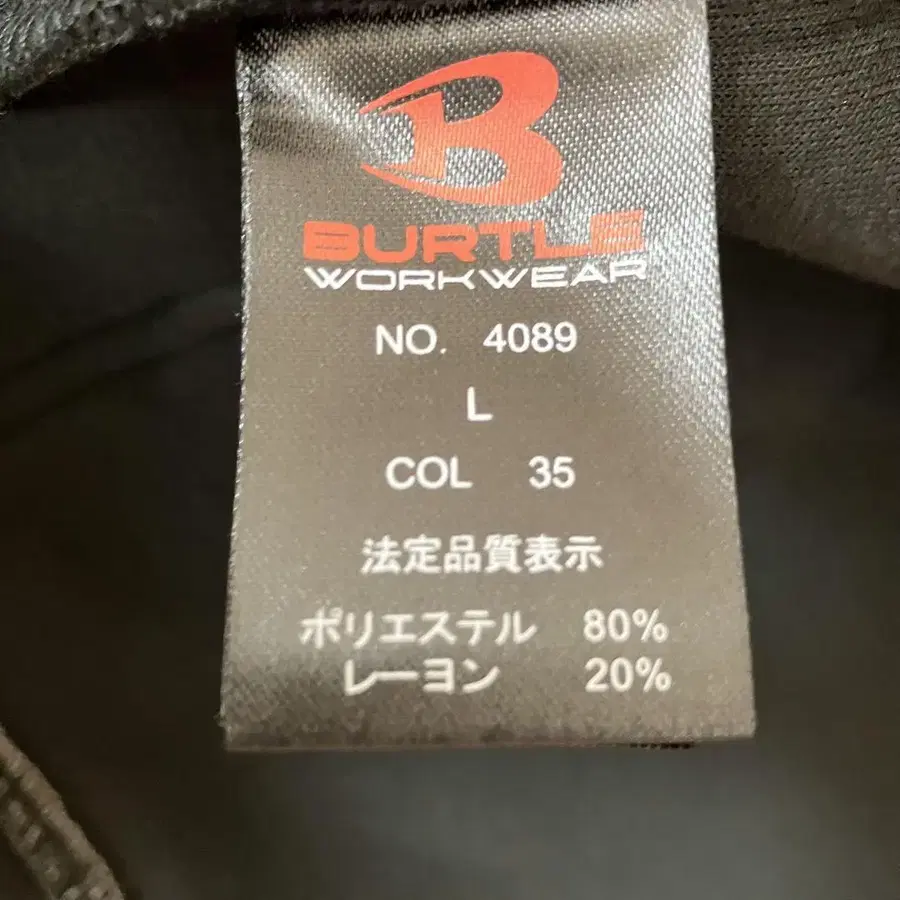 BURTLE
WORKWEAR
NO. 4089
L
COL 35
法定品質表示
ポリエステル 80%
レーヨン 20%